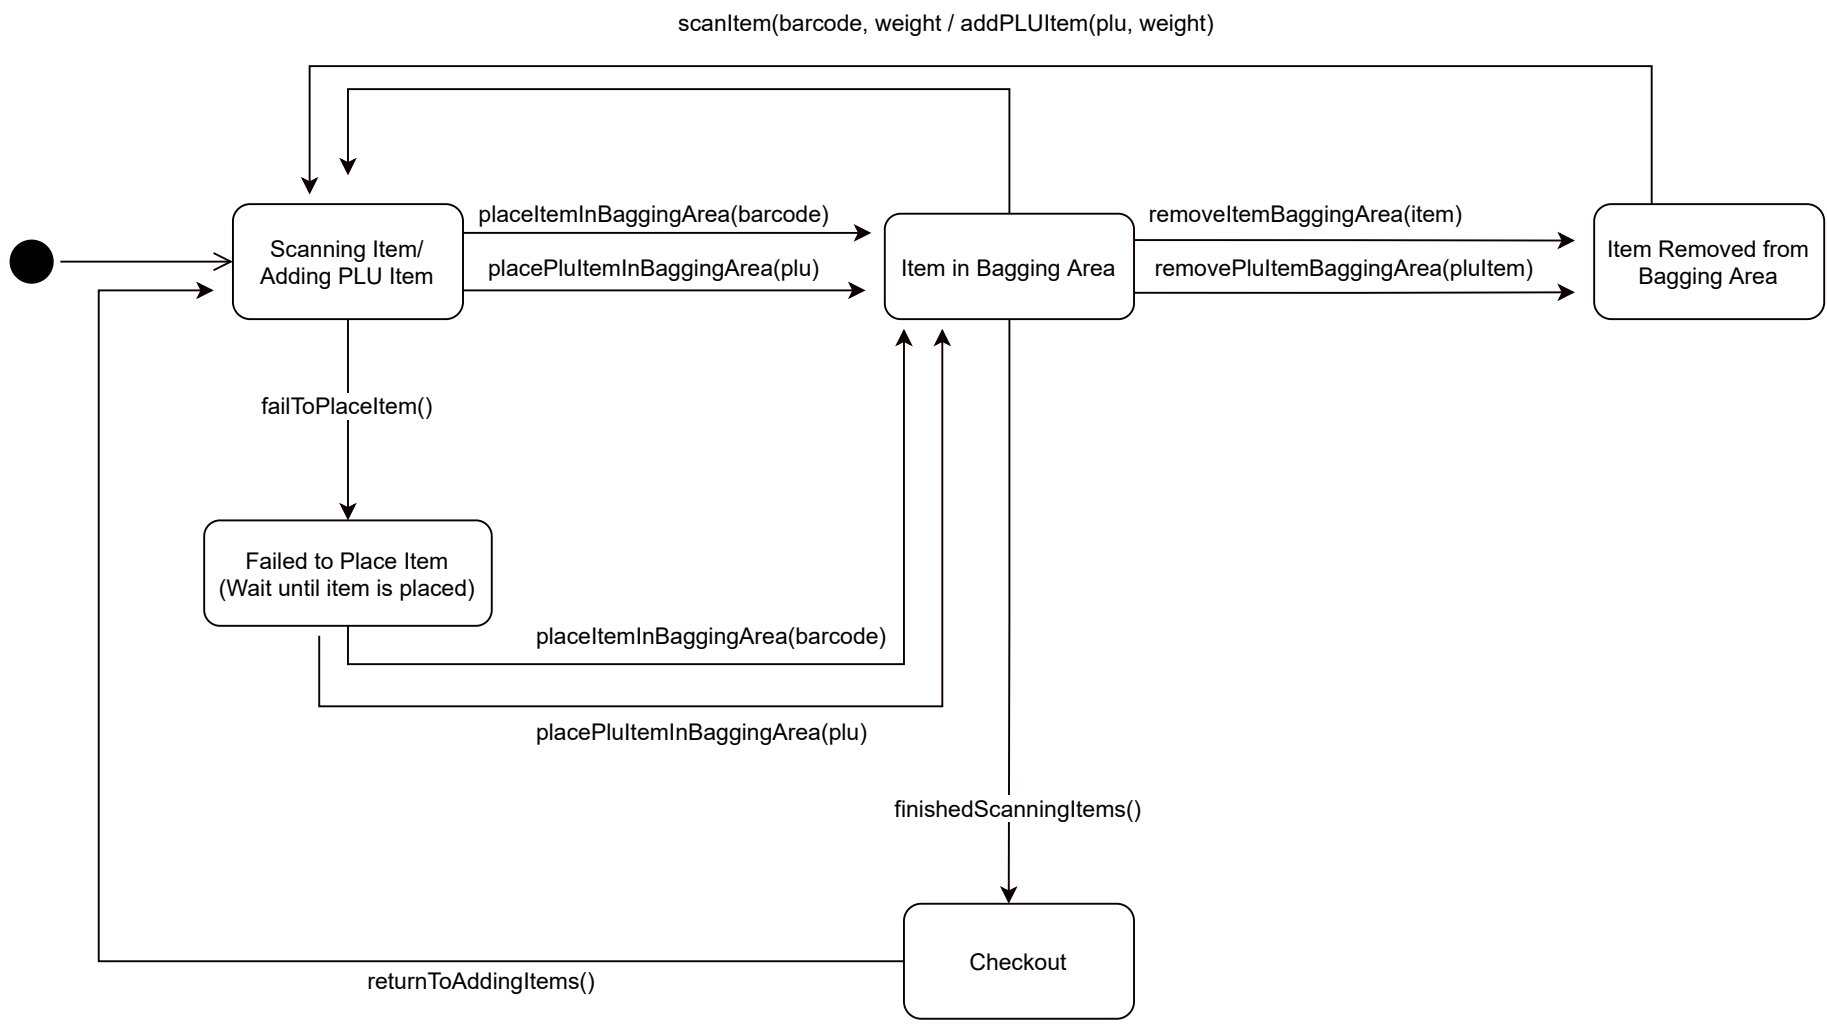 scanItem(barcode, weight / addPLUItem(plu, weight)
placeItemInBaggingArea(barcode)
removeItemBaggingArea(item)
Scanning Item/
Adding PLU Item
placePluItemInBaggingArea(plu)
Item in Bagging Area
removePluItemBaggingArea(pluItem)
Item Removed from
Bagging Area
failToPlaceItem()
Failed to Place Item
(Wait until item is placed)
placeItemInBaggingArea(barcode)
placePluItemInBaggingArea(plu)
finishedScanningItems()
Checkout
returnToAddingItems()